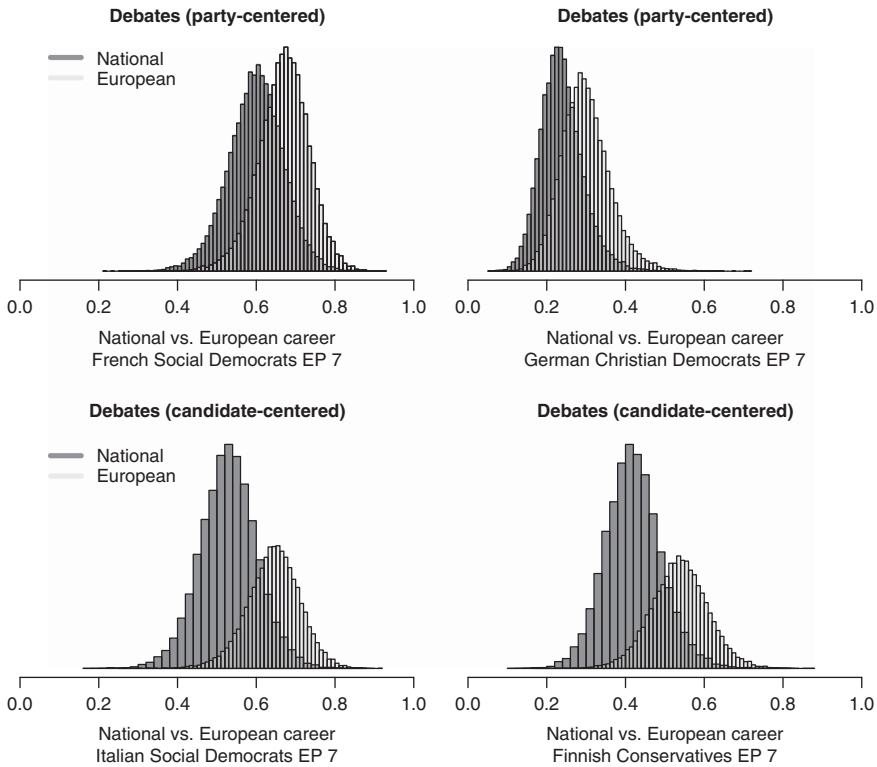 Debates (party-centered)
National
European
0.0 0.2 0.4 0.6 0.8 1.0
National vs. European career
French Social Democrats EP 7
Debates (party-centered)
0.0 0.2 0.4 0.6 0.8 1.0
National vs. European career
German Christian Democrats EP 7
Debates (candidate-centered)
National
European
0.0 0.2 0.4 0.6 0.8 1.0
National vs. European career
Italian Social Democrats EP 7
Debates (candidate-centered)
0.0 0.2 0.4 0.6 0.8 1.0
National vs. European career
Finnish Conservatives EP 7